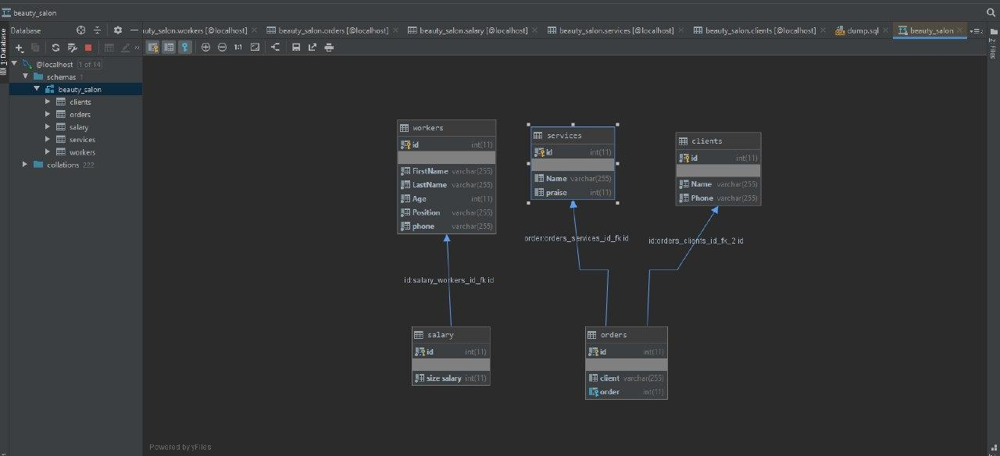 beauty_salon
Database
uty_salon.workers [@localhost]
beauty_salon.orders [@localhost]
beauty_salon.salary [@localhost]
beauty_salon.services [@localhost]
beauty_salon.clients [@localhost]
dump.sql
beauty_salon
1: Database
2: Files
1:1
@localhost 1 of 14
schemas 1
beauty_salon
clients
orders
salary
services
workers
collations 222
workers
id int(11)
FirstName varchar(255)
LastName varchar(255)
Age int(11)
Position varchar(255)
phone varchar(255)
services
id int(11)
Name varchar(255)
praise int(11)
clients
id int(11)
Name varchar(255)
Phone varchar(255)
order:orders_services_id_fk:id
id:orders_clients_id_fk_2:id
id:salary_workers_id_fk:id
salary
id int(11)
size salary int(11)
orders
id int(11)
client varchar(255)
order int(11)
Powered by yFiles